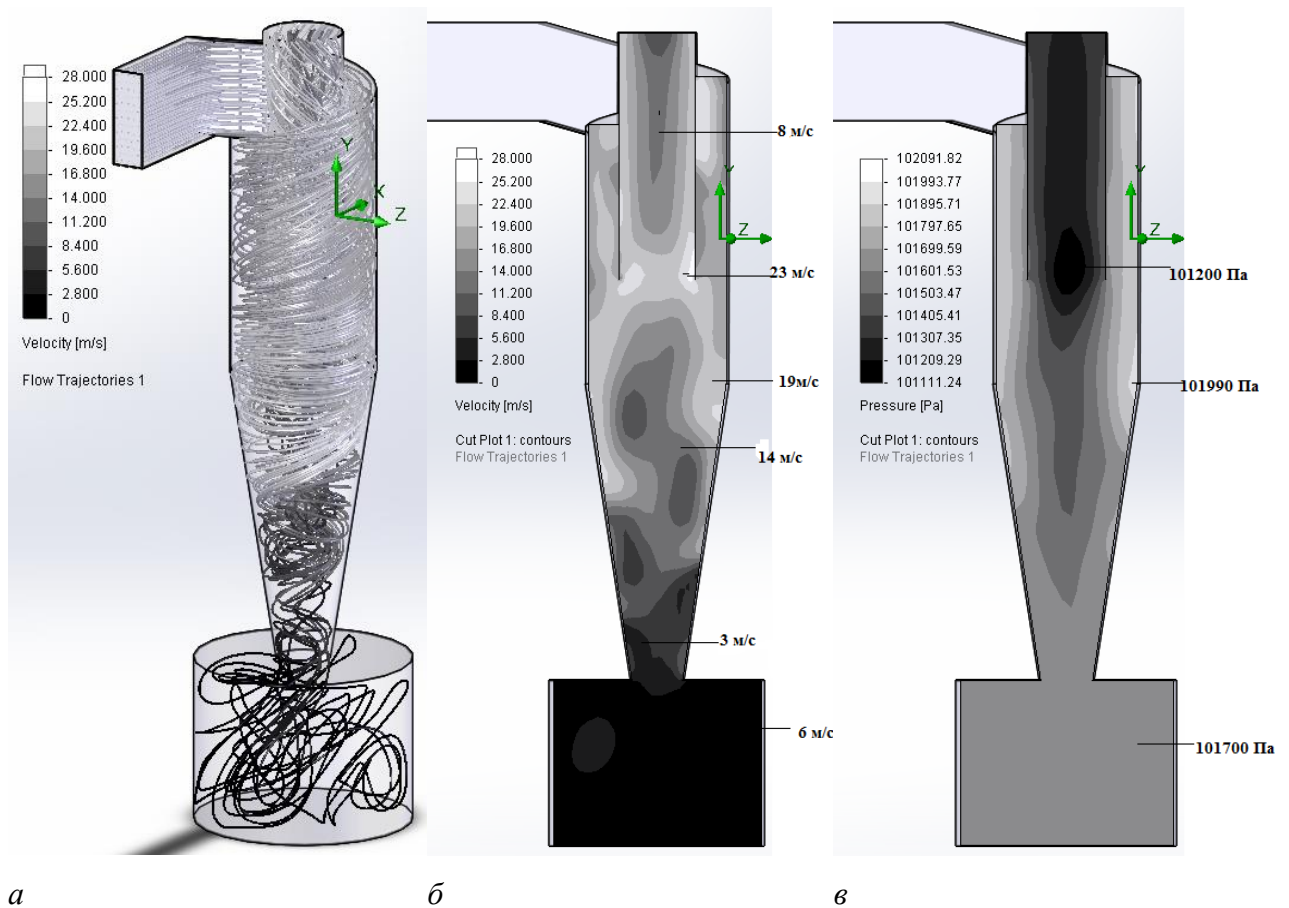 28.000
25.200
22.400
19.600
16.800
14.000
11.200
8.400
5.600
2.800
0
Velocity [m/s]
Flow Trajectories 1
Y
X
Z
28.000
25.200
22.400
19.600
16.800
14.000
11.200
8.400
5.600
2.800
0
Velocity [m/s]
Cut Plot 1: contours
Flow Trajectories 1
Y
Z
8 м/с
23 м/с
19м/с
14 м/с
3 м/с
6 м/с
102091.82
101993.77
101895.71
101797.65
101699.59
101601.53
101503.47
101405.41
101307.35
101209.29
101111.24
Pressure [Pa]
Cut Plot 1: contours
Flow Trajectories 1
Y
Z
101200 Па
101990 Па
101700 Па
а
б
в